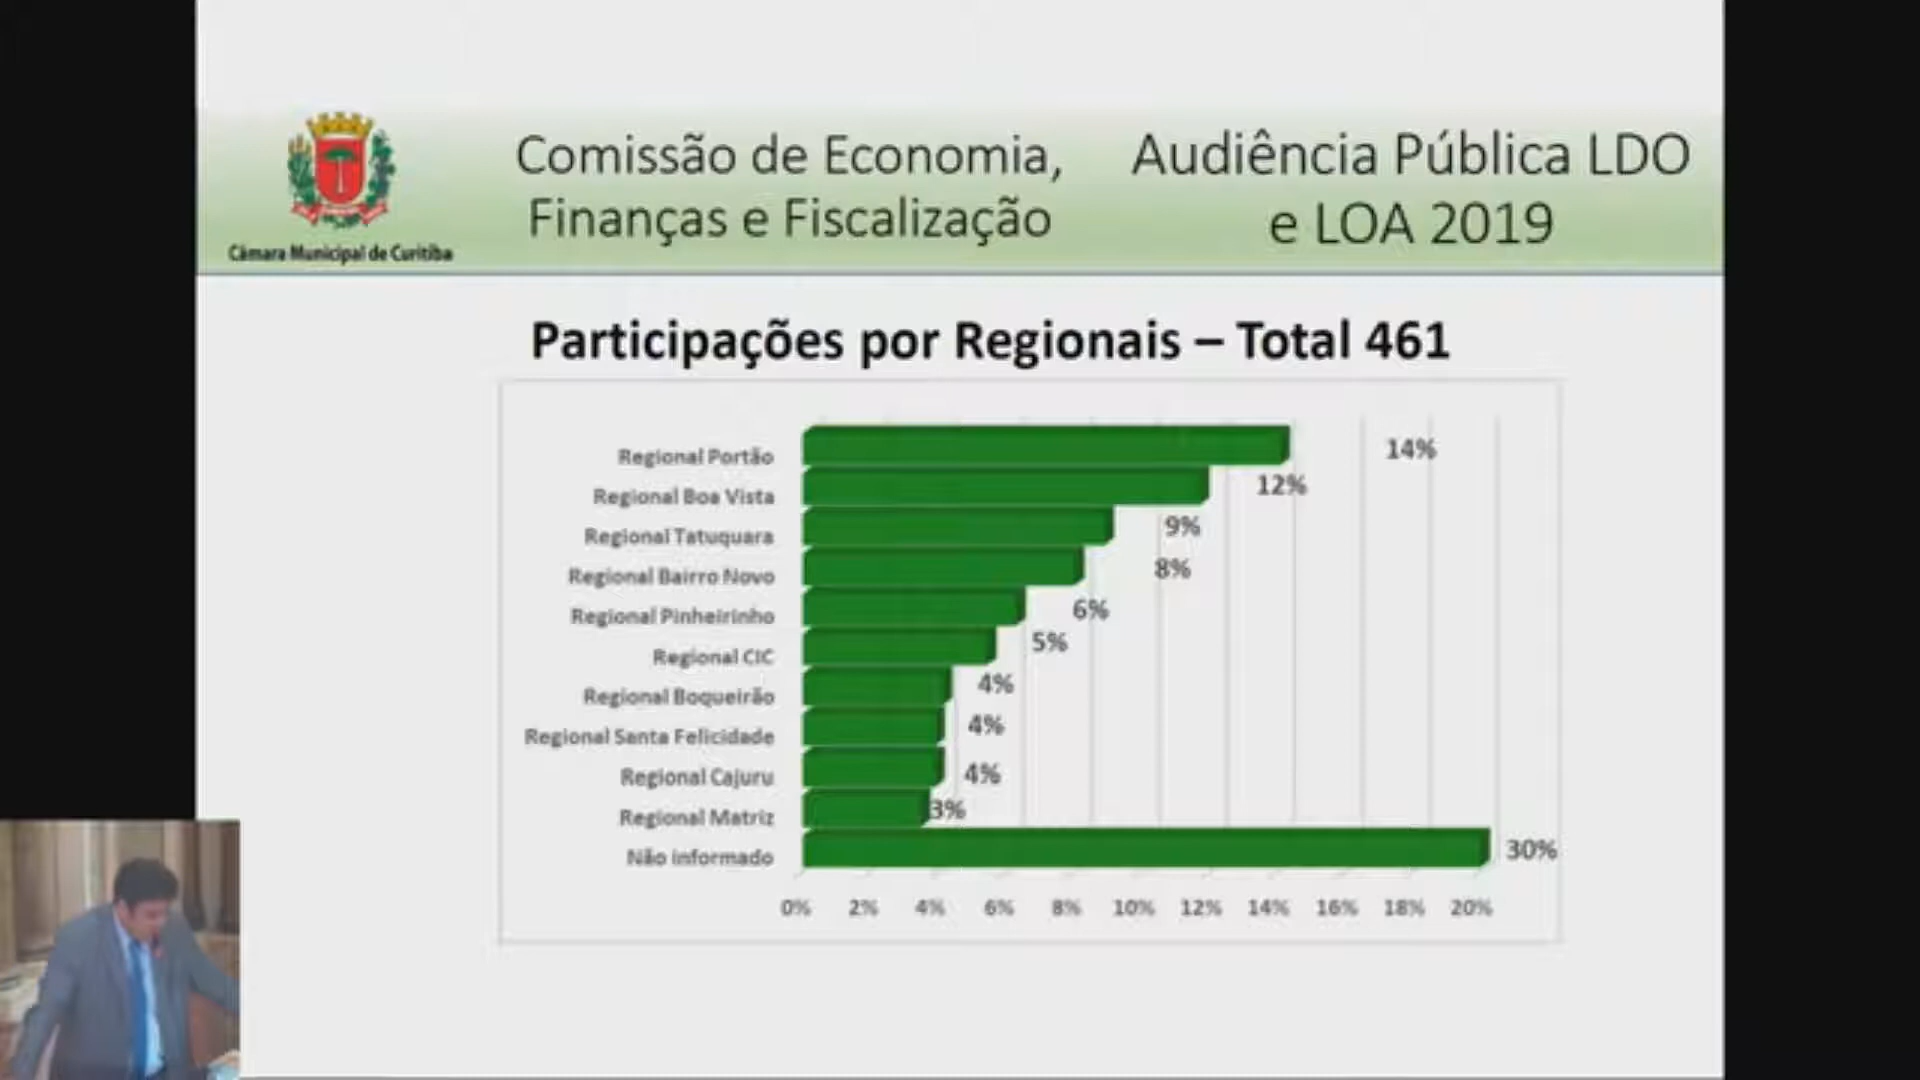 Câmara Municipal de Curitiba
Comissão de Economia,
Finanças e Fiscalização
Audiência Pública LDO
e LOA 2019
Participações por Regionais – Total 461
Regional Portão 14%
Regional Boa Vista 12%
Regional Tatuquara 9%
Regional Bairro Novo 8%
Regional Pinheirinho 6%
Regional CIC 5%
Regional Boqueirão 4%
Regional Santa Felicidade 4%
Regional Cajuru 4%
Regional Matriz 3%
Não informado 30%
0% 2% 4% 6% 8% 10% 12% 14% 16% 18% 20%